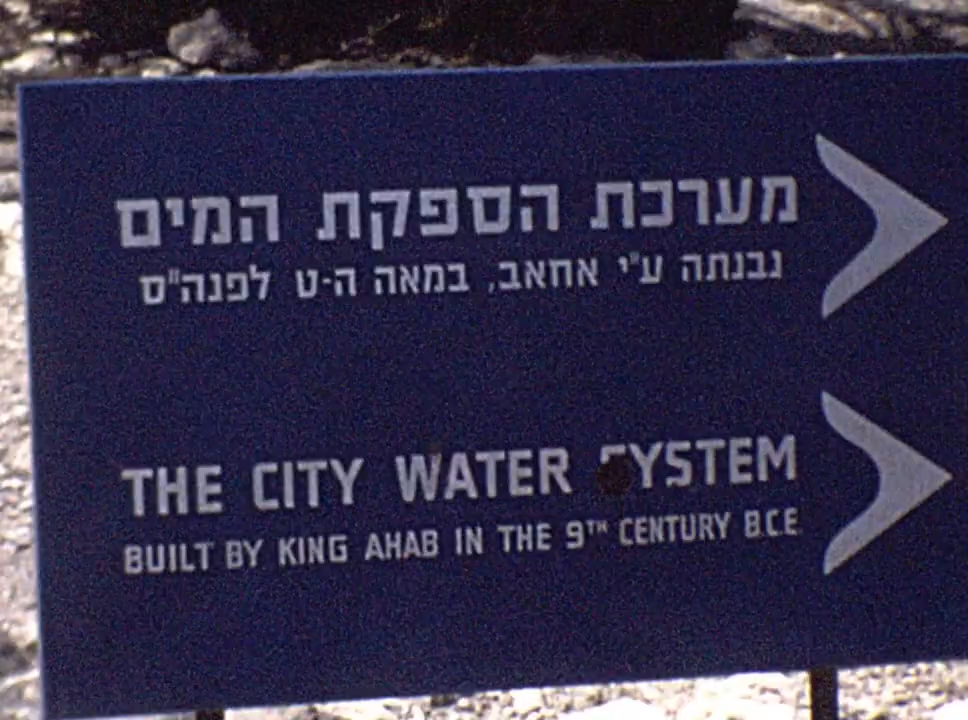 מערכת הספקת המים
נבנתה ע"י אחאב, במאה ה-ט לפנה"ס
THE CITY WATER SYSTEM
BUILT BY KING AHAB IN THE 9TH CENTURY B.C.E.